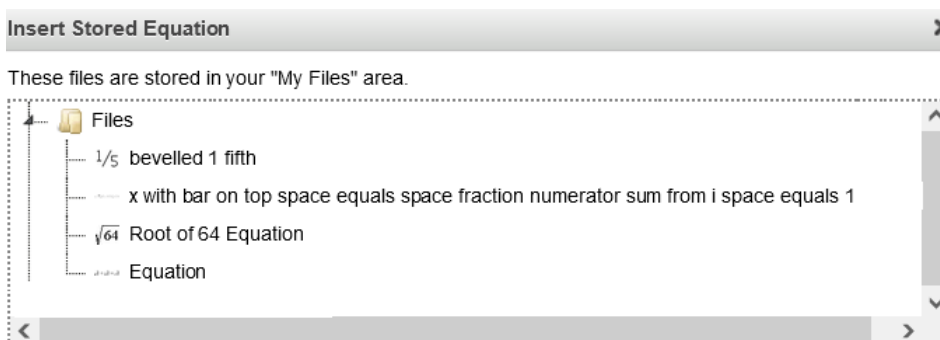 Insert Stored Equation
These files are stored in your "My Files" area.
Files
1/5 bevelled 1 fifth
x with bar on top space equals space fraction numerator sum from i space equals 1
√64 Root of 64 Equation
Equation